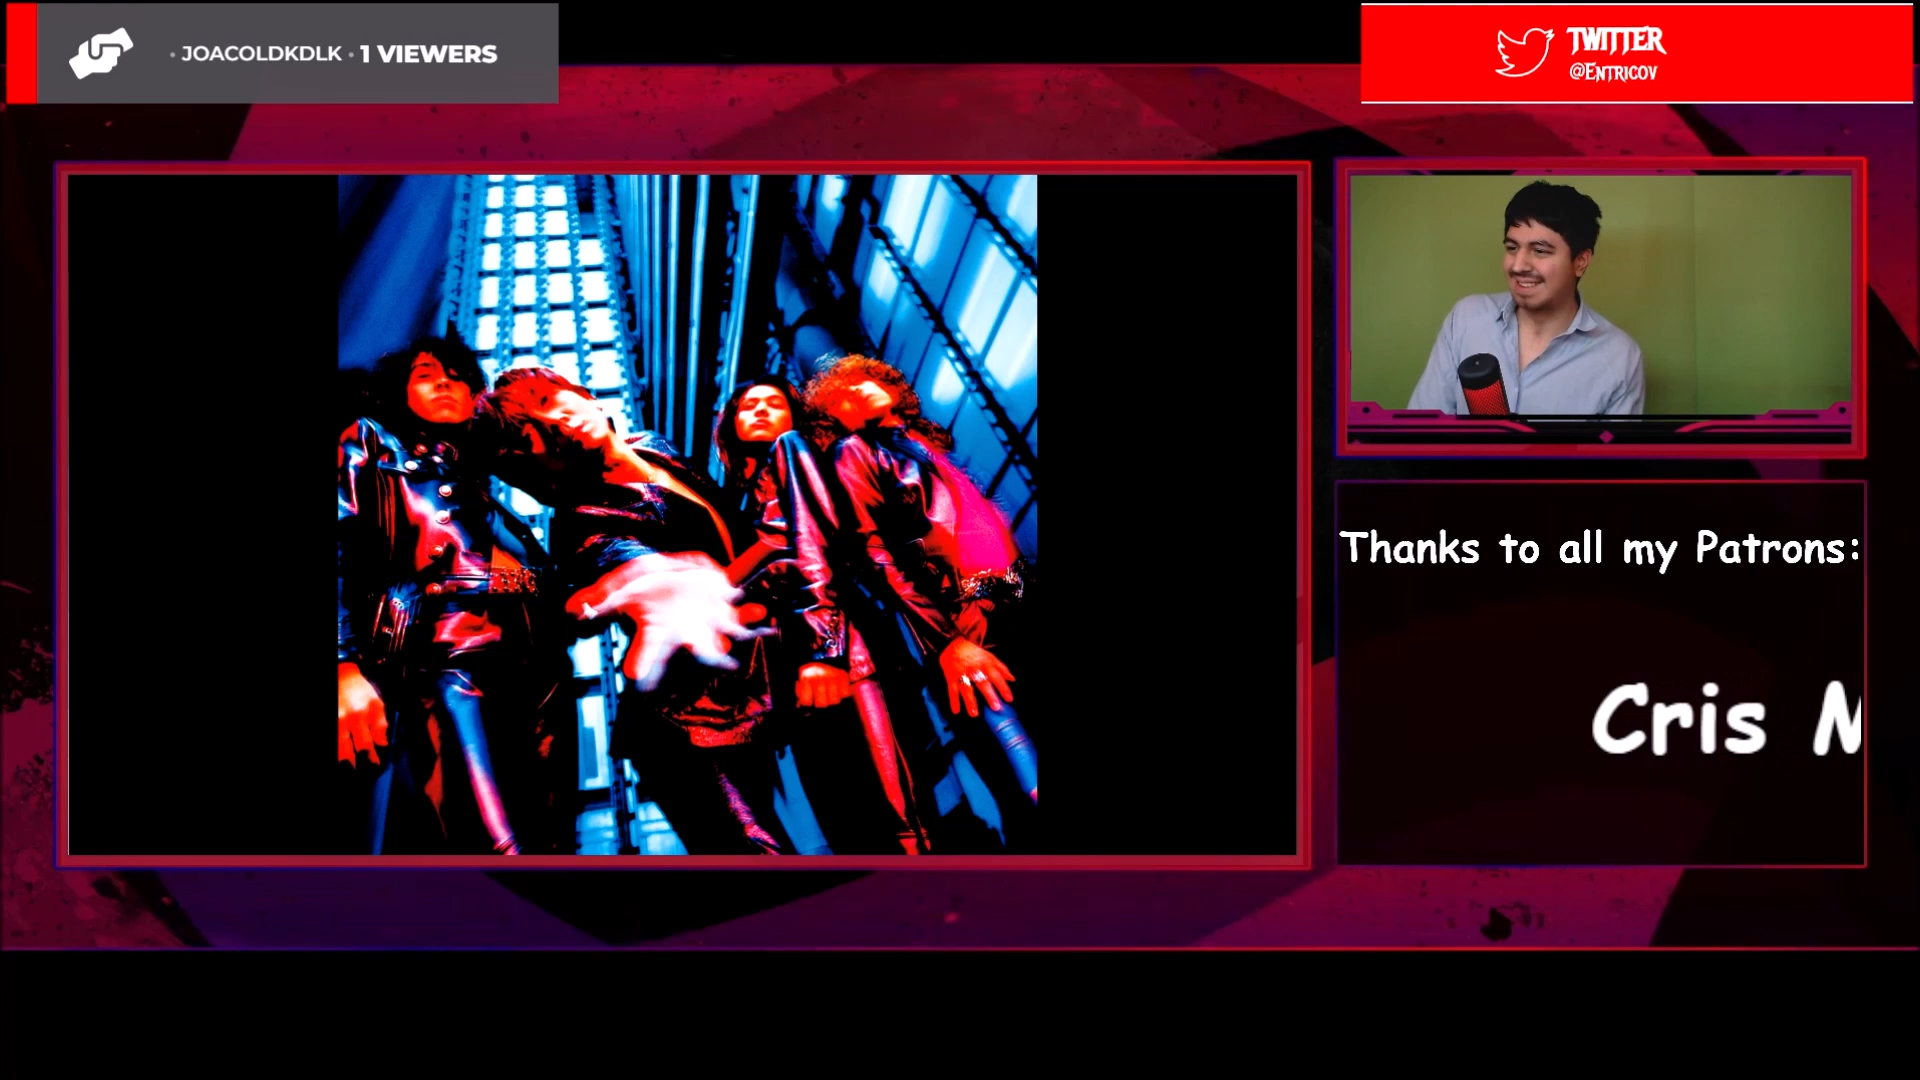 • JOACOLDKDLK • 1 VIEWERS
TWITTER
@ENTRICOV
Thanks to all my Patrons:
Cris